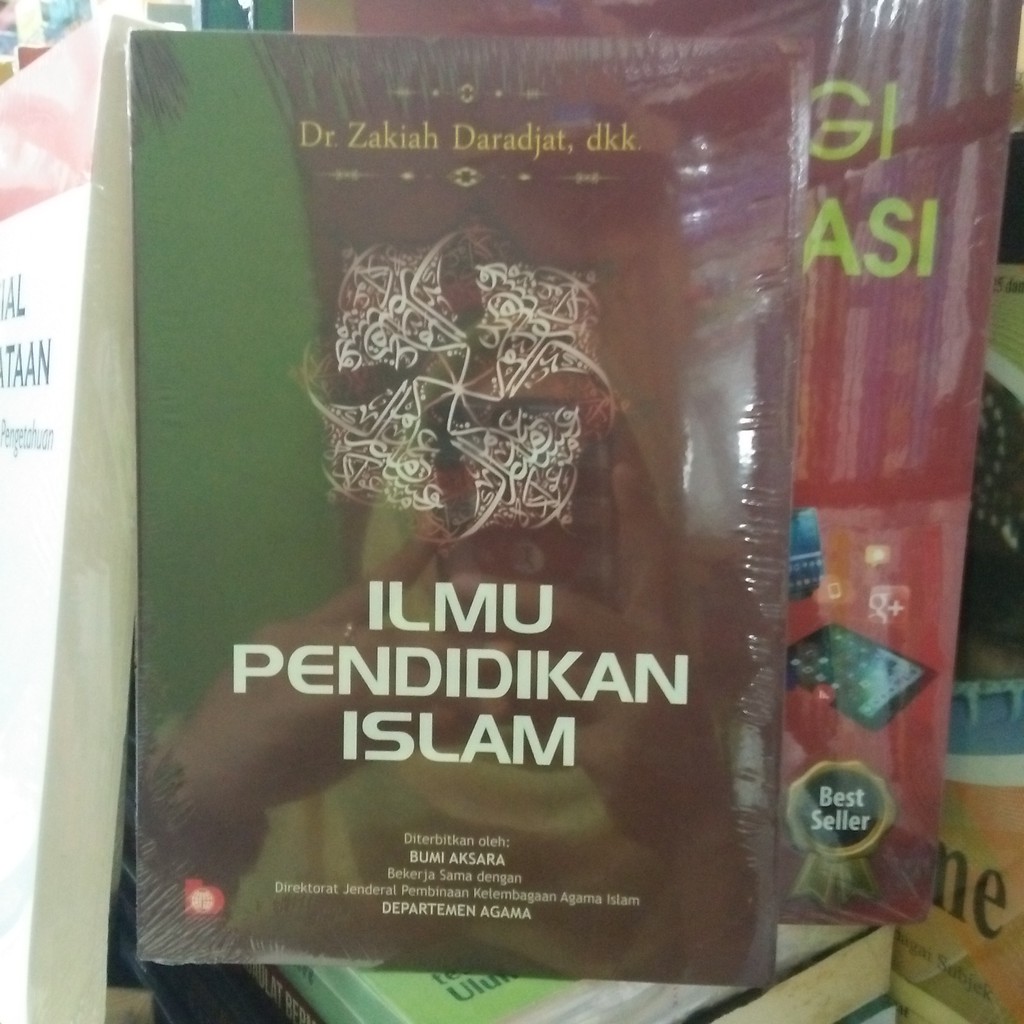 Dr. Zakiah Daradjat, dkk.
ILMU
PENDIDIKAN
ISLAM
Diterbitkan oleh:
BUMI AKSARA
Bekerja Sama dengan
Direktorat Jenderal Pembinaan Kelembagaan Agama Islam
DEPARTEMEN AGAMA
GI
ASI
g+
Best
Seller
IAL
ATAAN
Pengetahuan
ne